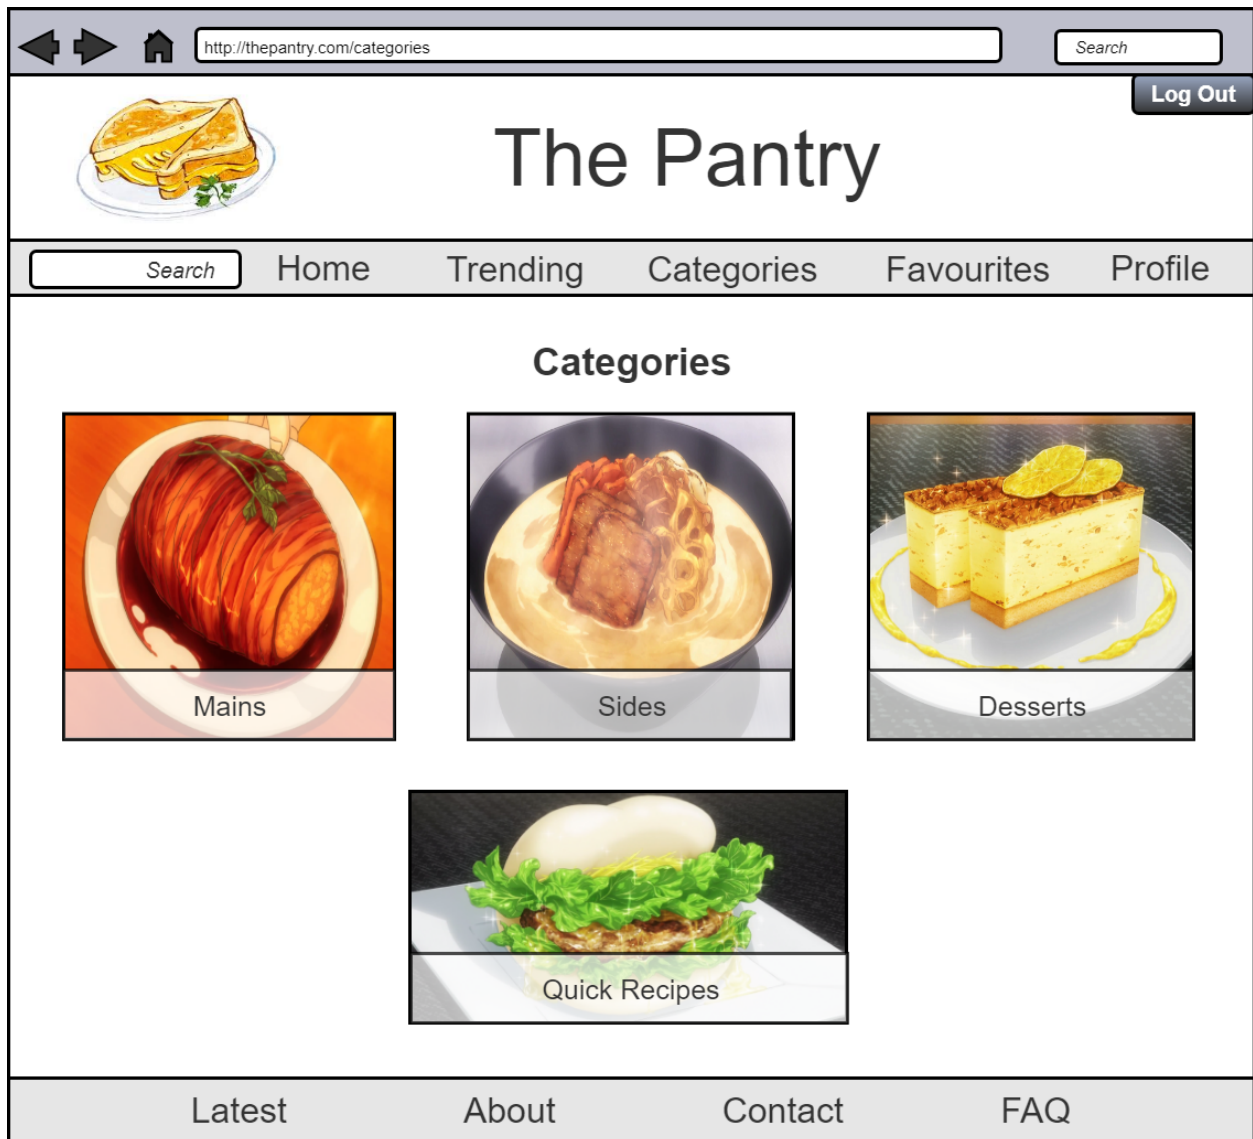 http://thepantry.com/categories
Search
Log Out
The Pantry
Search Home Trending Categories Favourites Profile
Categories
Mains
Sides
Desserts
Quick Recipes
Latest About Contact FAQ